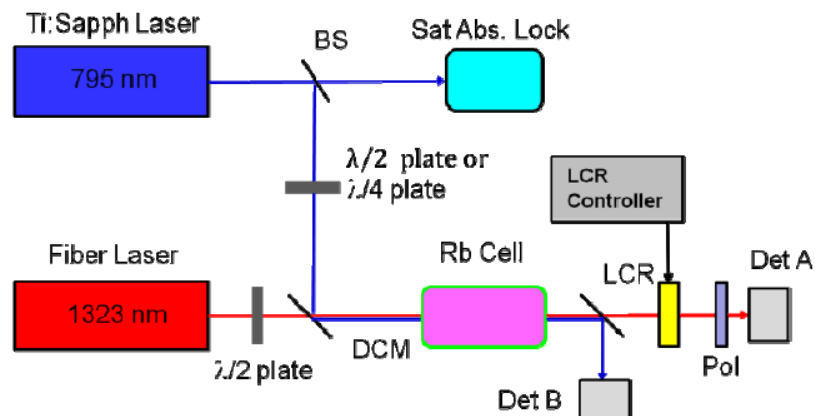 Ti:Sapph Laser
BS
Sat Abs. Lock
795 nm
λ/2 plate or
λ/4 plate
LCR
Controller
Fiber Laser
Rb Cell
LCR
Det A
1323 nm
DCM
λ/2 plate
Pol
Det B